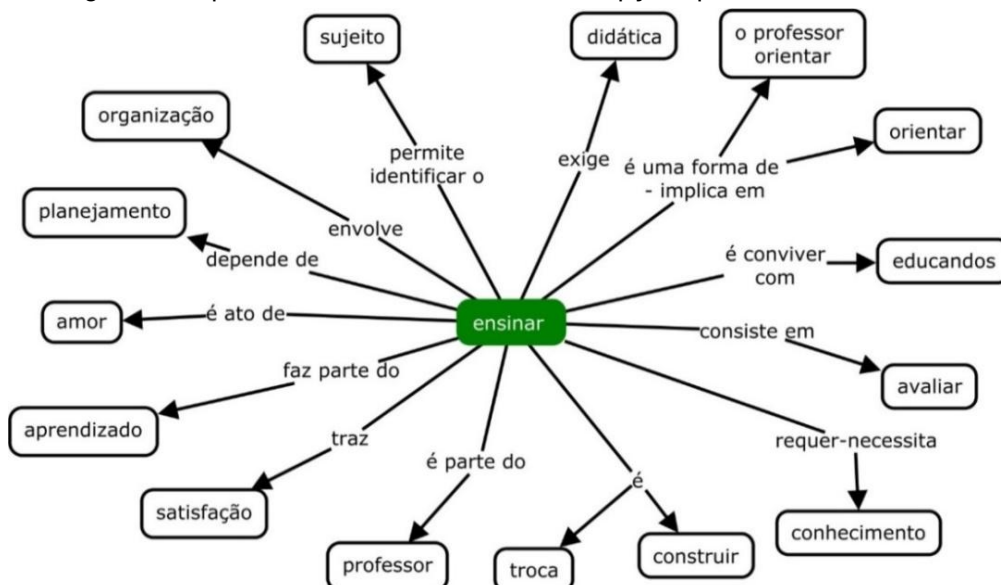 sujeito
didática
o professor
orientar
organização
permite
identificar o
exige
é uma forma de
- implica em
orientar
planejamento
envolve
depende de
é conviver
com
educandos
amor
é ato de
ensinar
consiste em
faz parte do
avaliar
aprendizado
traz
requer-necessita
é parte do
é
satisfação
conhecimento
professor
troca
construir